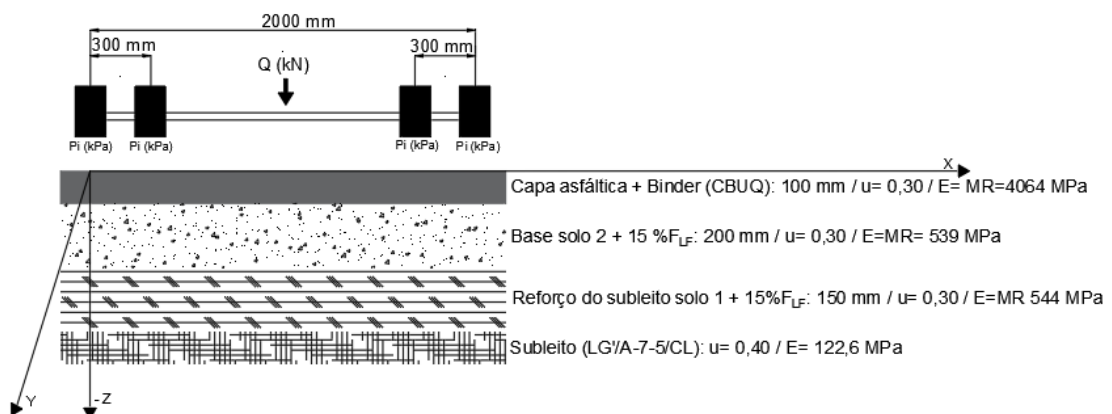 2000 mm
300 mm
300 mm
Q (kN)
Pi (kPa)
Pi (kPa)
Pi (kPa)
Pi (kPa)
X
Capa asfáltica + Binder (CBUQ): 100 mm / u= 0,30 / E= MR=4064 MPa
Base solo 2 + 15 %FLF: 200 mm / u= 0,30 / E=MR= 539 MPa
Reforço do subleito solo 1 + 15%FLF: 150 mm / u= 0,30 / E=MR 544 MPa
Subleito (LG'/A-7-5/CL): u= 0,40 / E= 122,6 MPa
Y
-Z